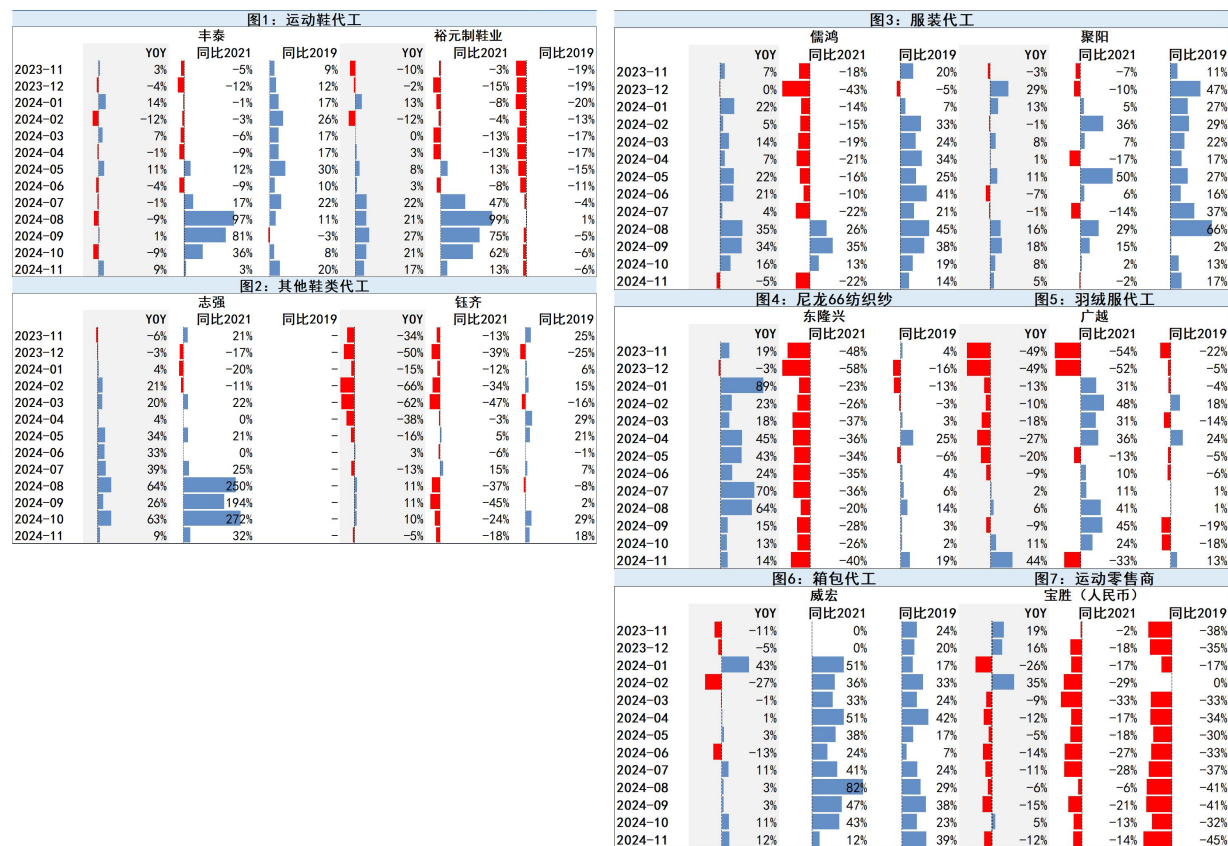 图1：运动鞋代工
丰泰 裕元制鞋业
YOY 同比2021 同比2019 YOY 同比2021 同比2019
2023-11 3% -5% 9% -10% -3% -19%
2023-12 -4% -12% 12% -2% -15% -19%
2024-01 14% -1% 17% 13% -8% -20%
2024-02 -12% -3% 26% -12% -4% -13%
2024-03 7% -6% 17% 0% -13% -17%
2024-04 -1% -9% 17% 3% -13% -17%
2024-05 11% 12% 30% 8% 13% -15%
2024-06 -4% -9% 10% 3% -8% -11%
2024-07 -1% 17% 22% 22% 47% -4%
2024-08 -9% 97% 11% 21% 99% 1%
2024-09 1% 81% -3% 27% 75% -5%
2024-10 -9% 36% 8% 21% 62% -6%
2024-11 9% 3% 20% 17% 13% -6%
图2：其他鞋类代工
志强 钰齐
YOY 同比2021 同比2019 YOY 同比2021 同比2019
2023-11 -6% 21% - -34% -13% 25%
2023-12 -3% -17% - -50% -39% -25%
2024-01 4% -20% - -15% -12% 6%
2024-02 21% -11% - -66% -34% 15%
2024-03 20% 22% - -62% -47% -16%
2024-04 4% 0% - -38% -3% 29%
2024-05 34% 21% - -16% 5% 21%
2024-06 33% 0% - 3% -6% -1%
2024-07 39% 25% - -13% 15% 7%
2024-08 64% 250% - 11% -37% -8%
2024-09 26% 194% - 11% -45% 2%
2024-10 63% 272% - 10% -24% 29%
2024-11 9% 32% - -5% -18% 18%
图3：服装代工
儒鸿 聚阳
YOY 同比2021 同比2019 YOY 同比2021 同比2019
2023-11 7% -18% 20% -3% -7% 11%
2023-12 0% -43% -5% 29% -10% 47%
2024-01 22% -14% 7% 13% 5% 27%
2024-02 5% -15% 33% -1% 36% 29%
2024-03 14% -19% 24% 8% 7% 22%
2024-04 7% -21% 34% 1% -17% 17%
2024-05 22% -16% 25% 11% 50% 27%
2024-06 21% -10% 41% -7% 6% 16%
2024-07 4% -22% 21% -1% -14% 37%
2024-08 35% 26% 45% 16% 29% 66%
2024-09 34% 35% 38% 18% 15% 2%
2024-10 16% 13% 19% 8% 2% 13%
2024-11 -5% -22% 14% 5% -2% 17%
图4：尼龙66纺织纱 图5：羽绒服代工
东隆兴 广越
YOY 同比2021 同比2019 YOY 同比2021 同比2019
2023-11 19% -48% 4% -49% -54% -22%
2023-12 -3% -58% -16% -49% -52% -5%
2024-01 89% -23% -13% -13% 31% -4%
2024-02 23% -26% -3% -10% 48% 18%
2024-03 18% -37% 3% -18% 31% -14%
2024-04 45% -36% 25% -27% 36% 24%
2024-05 43% -34% -6% -20% -13% -5%
2024-06 24% -35% 4% -9% 10% -6%
2024-07 70% -36% 6% 2% 11% 1%
2024-08 64% -20% 14% 6% 41% 1%
2024-09 15% -28% 3% -9% 45% -19%
2024-10 13% -26% 2% 11% 24% -18%
2024-11 14% -40% 19% 44% -33% 13%
图6：箱包代工 图7：运动零售商
威宏 宝胜（人民币）
YOY 同比2021 同比2019 YOY 同比2021 同比2019
2023-11 -11% 0% 24% 19% -2% -38%
2023-12 -5% 0% 20% 16% -18% -35%
2024-01 43% 51% 17% -26% -17% -17%
2024-02 -27% 36% 33% 35% -29% 0%
2024-03 -1% 33% 24% -9% -33% -33%
2024-04 1% 51% 42% -12% -17% -34%
2024-05 3% 38% 17% -5% -18% -30%
2024-06 -13% 24% 7% -14% -27% -33%
2024-07 11% 41% 24% -11% -28% -37%
2024-08 3% 82% 29% -6% -6% -41%
2024-09 3% 47% 38% -15% -21% -41%
2024-10 11% 43% 23% 5% -13% -32%
2024-11 12% 12% 39% -12% -14% -45%